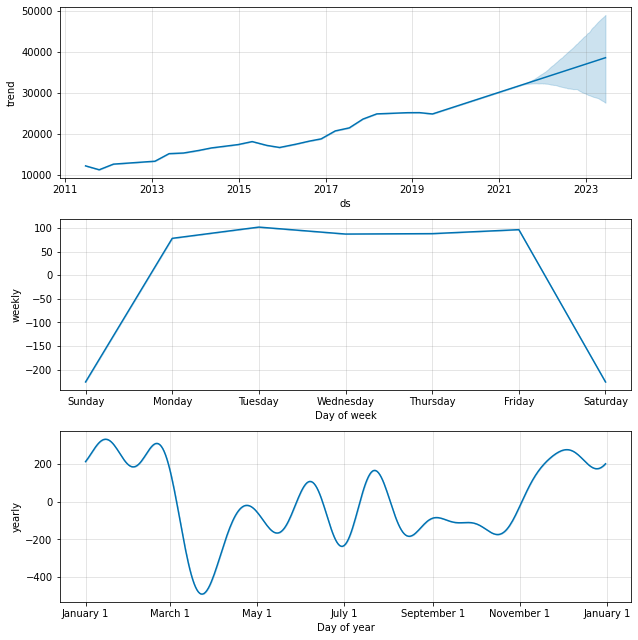 50000
40000
30000
20000
10000
trend
2011 2013 2015 2017 2019 2021 2023
ds
100
50
0
−50
−100
−150
−200
weekly
Sunday Monday Tuesday Wednesday Thursday Friday Saturday
Day of week
200
0
−200
−400
yearly
January 1 March 1 May 1 July 1 September 1 November 1 January 1
Day of year